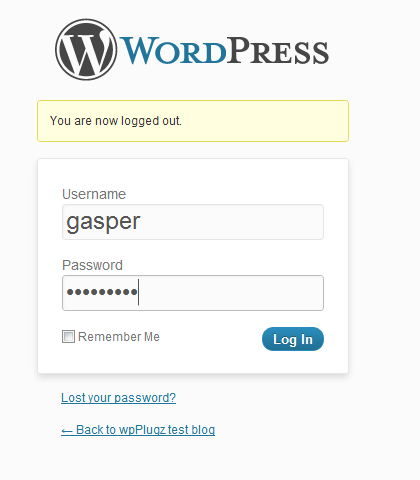 WORDPRESS
You are now logged out.
Username
gasper
Password
•••••••••
Remember Me
Log In
Lost your password?
← Back to wpPlugz test blog